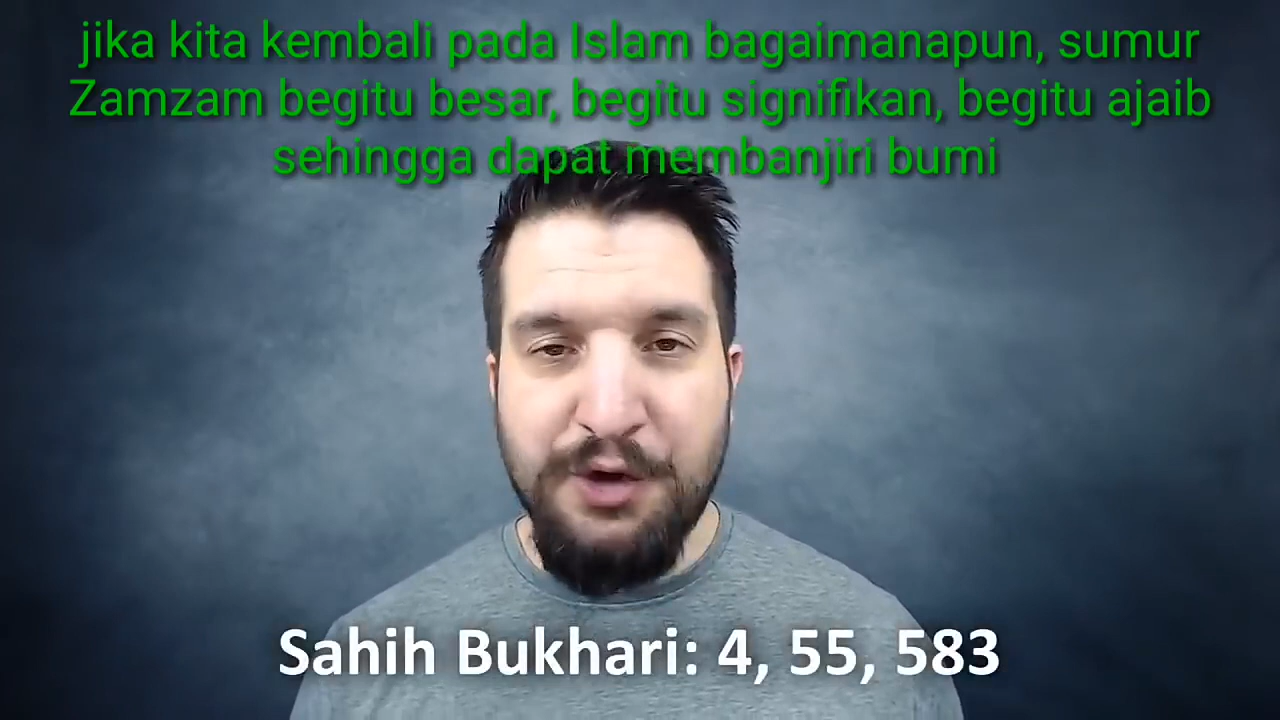 jika kita kembali pada Islam bagaimanapun, sumur
Zamzam begitu besar, begitu signifikan, begitu ajaib
sehingga dapat membanjiri bumi
Sahih Bukhari: 4, 55, 583